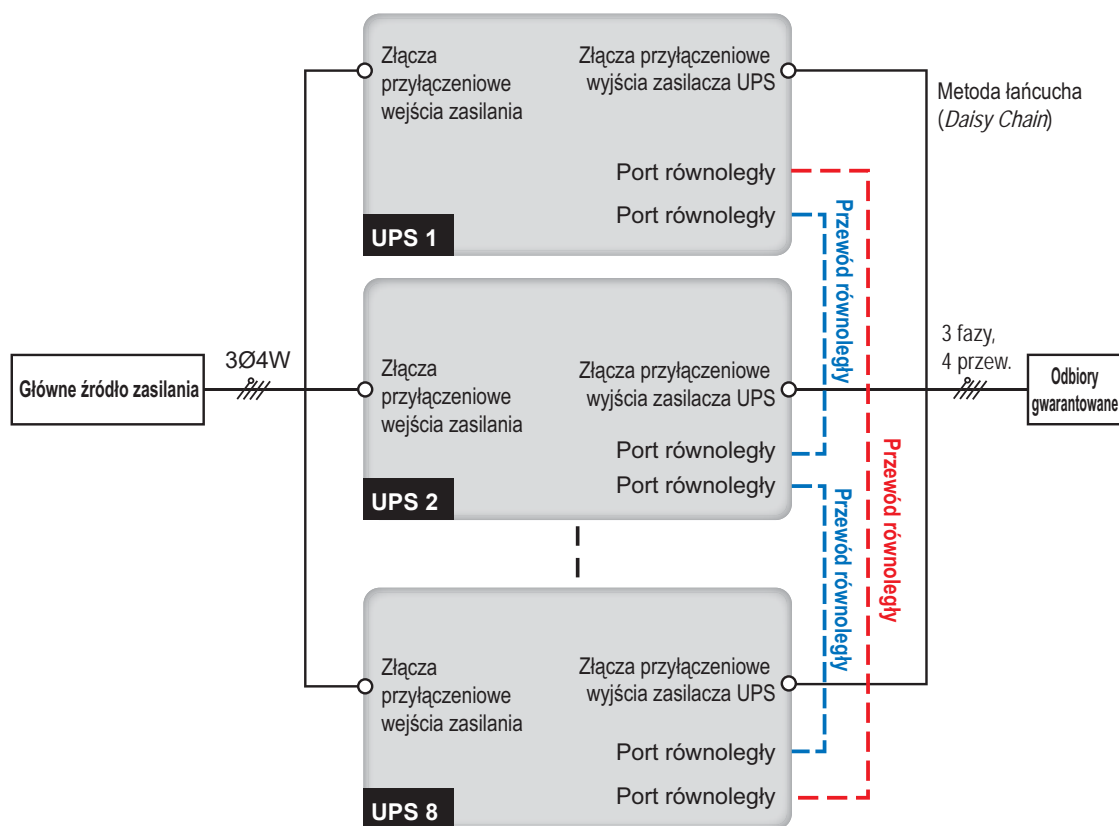 Złącza
przyłączeniowe
wejścia zasilania
Złącza przyłączeniowe
wyjścia zasilacza UPS
Metoda łańcucha
(Daisy Chain)
Port równoległy
Port równoległy
UPS 1
Przewód równoległy
Główne źródło zasilania
3Ø4W
Złącza
przyłączeniowe
wejścia zasilania
Złącza przyłączeniowe
wyjścia zasilacza UPS
3 fazy,
4 przew.
Odbiory
gwarantowane
Port równoległy
Port równoległy
UPS 2
Przewód równoległy
Przewód równoległy
Złącza
przyłączeniowe
wejścia zasilania
Złącza przyłączeniowe
wyjścia zasilacza UPS
Port równoległy
Port równoległy
UPS 8